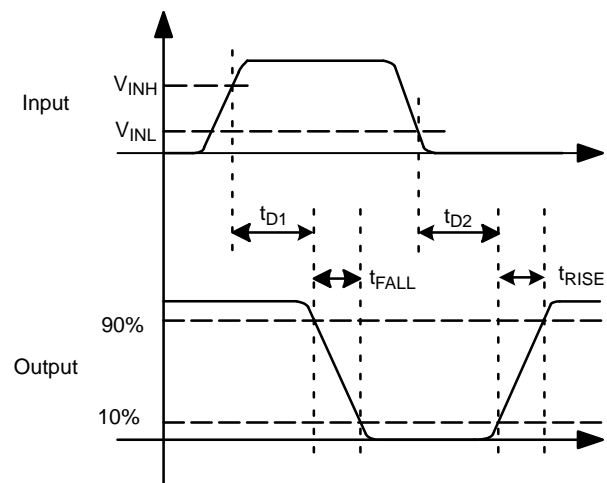 V_INH
Input
V_INL
t_D1
t_D2
t_FALL
t_RISE
90%
Output
10%